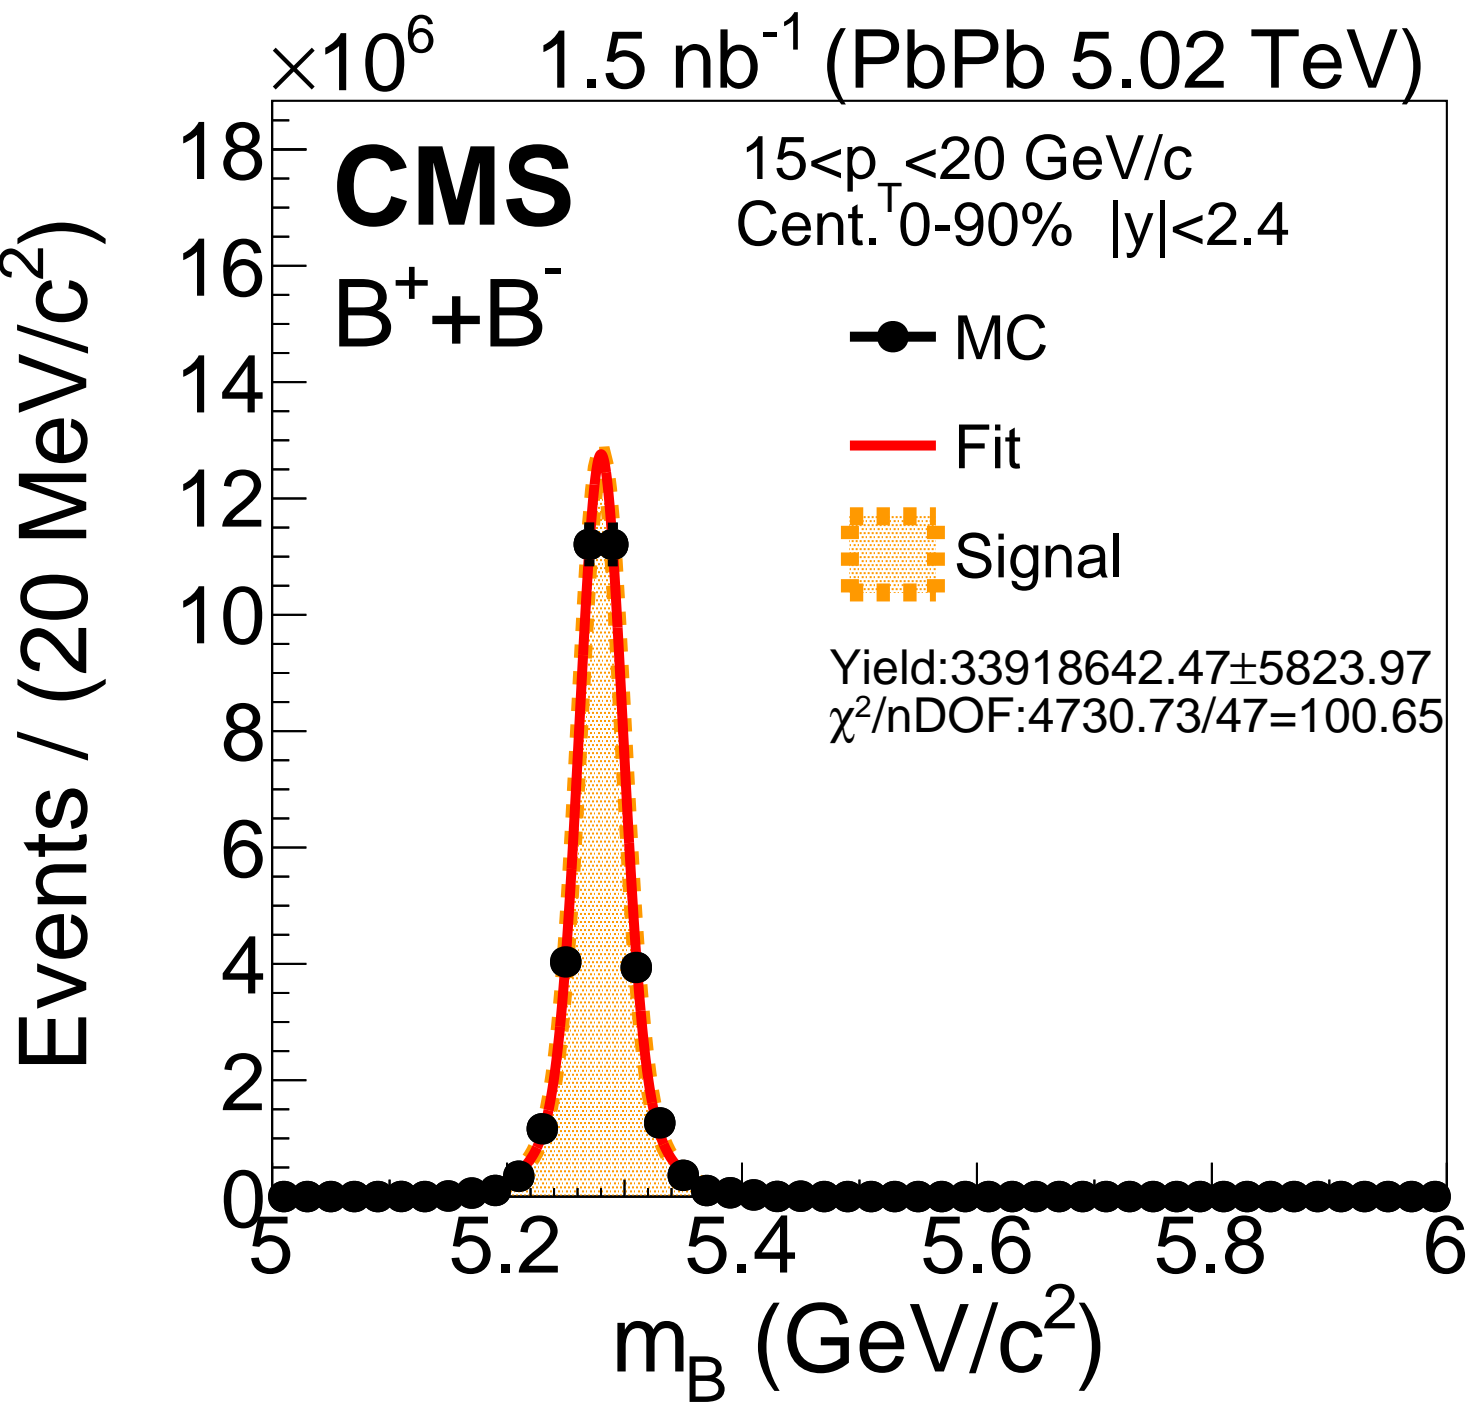 ×10⁶ 1.5 nb⁻¹ (PbPb 5.02 TeV)
CMS
B⁺+B⁻
15<p_T<20 GeV/c
Cent. 0-90% |y|<2.4
MC
Fit
Signal
Yield:33918642.47±5823.97
χ²/nDOF:4730.73/47=100.65
Events / (20 MeV/c²)
18
16
14
12
10
8
6
4
2
0
5 5.2 5.4 5.6 5.8 6
m_B (GeV/c²)